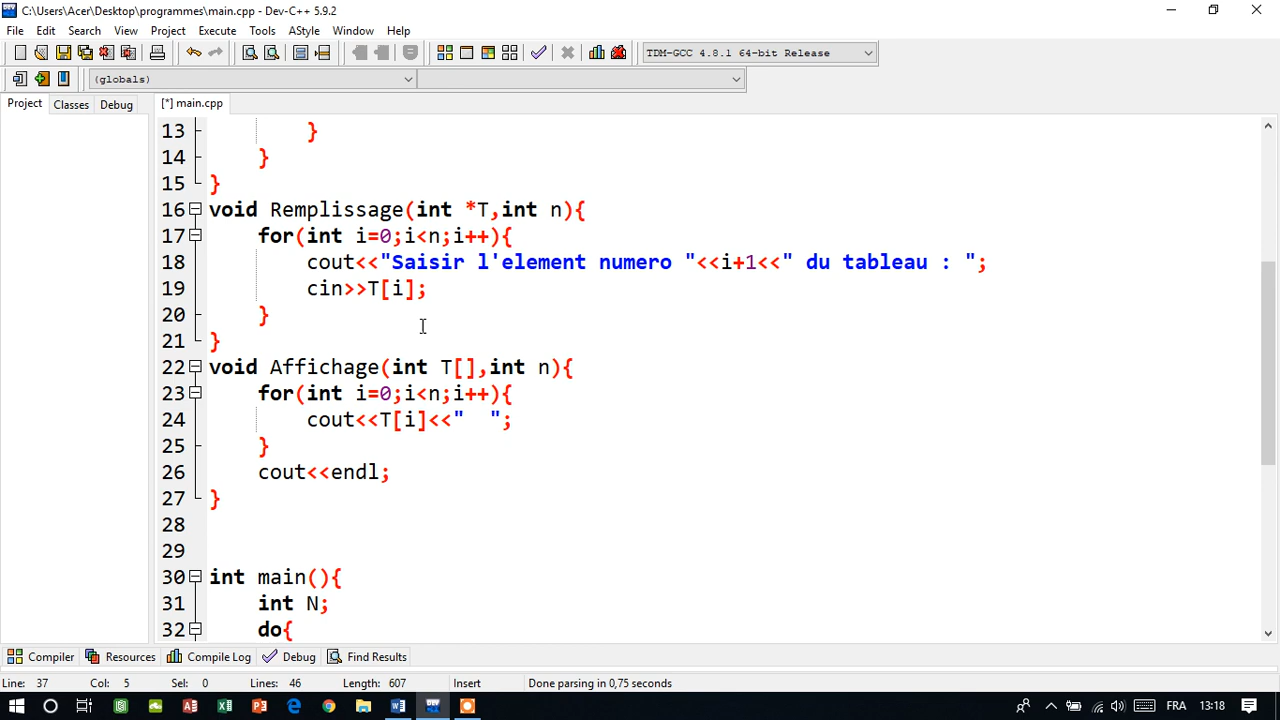 C:\Users\Acer\Desktop\programmes\main.cpp - Dev-C++ 5.9.2
File Edit Search View Project Execute Tools AStyle Window Help
TDM-GCC 4.8.1 64-bit Release
(globals)
Project Classes Debug [*] main.cpp
13 }
14 }
15 }
16 void Remplissage(int *T,int n){
17 for(int i=0;i<n;i++){
18 cout<<"Saisir l'element numero "<<i+1<<" du tableau : ";
19 cin>>T[i];
20 }
21 }
22 void Affichage(int T[],int n){
23 for(int i=0;i<n;i++){
24 cout<<T[i]<<"  ";
25 }
26 cout<<endl;
27 }
28
29
30 int main(){
31 int N;
32 do{
Compiler Resources Compile Log Debug Find Results
Line: 37 Col: 5 Sel: 0 Lines: 46 Length: 607 Insert Done parsing in 0,75 seconds
FRA 13:18